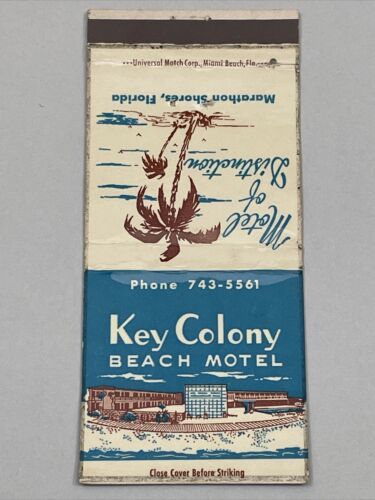 ---Universal Match Corp., Miami Beach, Fla.---
Marathon Shores, Florida
Motel
of
Distinction
Phone 743-5561
Key Colony
BEACH MOTEL
Close Cover Before Striking